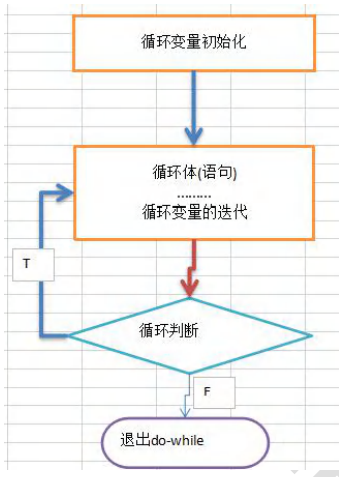 循环变量初始化
循环体(语句)
.........
循环变量的迭代
T
循环判断
F
退出do-while